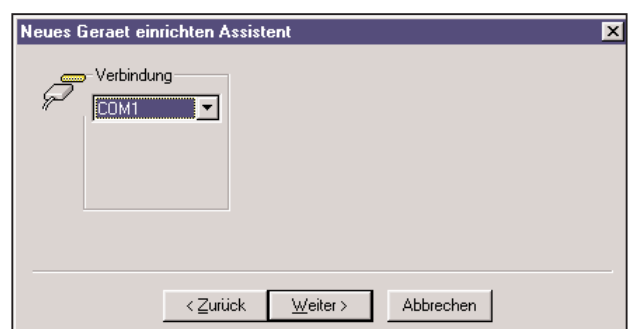 Neues Geraet einrichten Assistent
Verbindung
COM1
< Zurück Weiter > Abbrechen